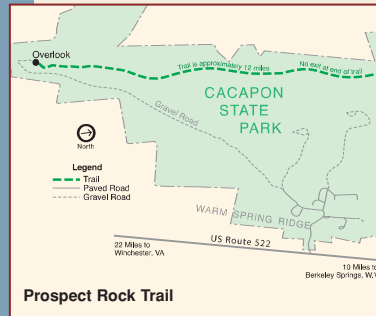 Overlook
Trail is approximately 12 miles
No exit at end of trail
CACAPON
STATE
PARK
Gravel Road
North
Legend
Trail
Paved Road
Gravel Road
WARM SPRING RIDGE
US Route 522
22 Miles to
Winchester, VA
10 Miles to
Berkeley Springs, W.V
Prospect Rock Trail